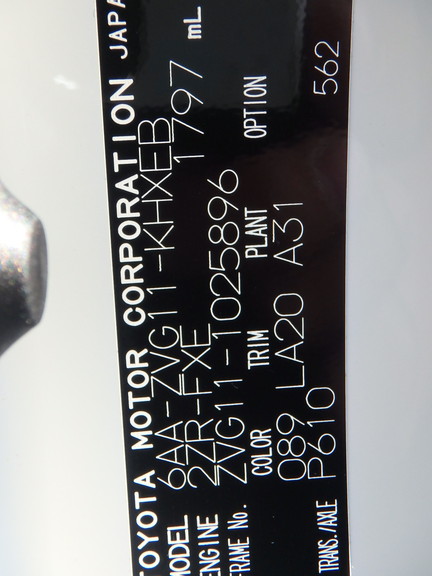 TOYOTA MOTOR CORPORATION JAPA
MODEL 6AA-ZVG11-KHXEB
ENGINE 2ZR-FXE 1797 mL
FRAME No. ZVG11-1025896
COLOR TRIM PLANT OPTION
089 LA20 A31
TRANS./AXLE P610 562